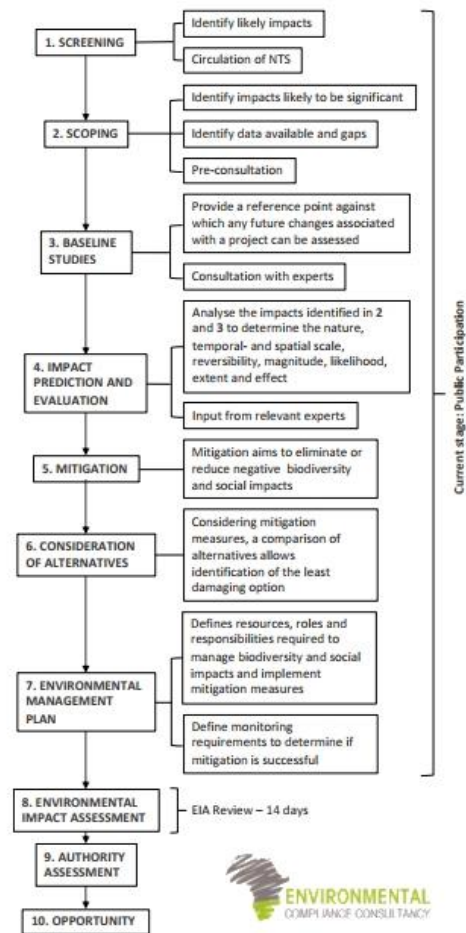 Identify likely impacts
1. SCREENING
Circulation of NTS
Identify impacts likely to be significant
2. SCOPING
Identify data available and gaps
Pre-consultation
Provide a reference point against
which any future changes associated
with a project can be assessed
3. BASELINE
STUDIES
Consultation with experts
Analyse the impacts identified in 2
and 3 to determine the nature,
temporal- and spatial scale,
reversibility, magnitude, likelihood,
extent and effect
4. IMPACT
PREDICTION AND
EVALUATION
Input from relevant experts
5. MITIGATION
Mitigation aims to eliminate or
reduce negative biodiversity
and social impacts
6. CONSIDERATION
OF ALTERNATIVES
Considering mitigation
measures, a comparison of
alternatives allows
identification of the least
damaging option
7. ENVIRONMENTAL
MANAGEMENT
PLAN
Defines resources, roles and
responsibilities required to
manage biodiversity and social
impacts and implement
mitigation measures
Define monitoring
requirements to determine if
mitigation is successful
Current stage: Public Participation
8. ENVIRONMENTAL
IMPACT ASSESSMENT
EIA Review – 14 days
9. AUTHORITY
ASSESSMENT
10. OPPORTUNITY
ENVIRONMENTAL
COMPLIANCE CONSULTANCY